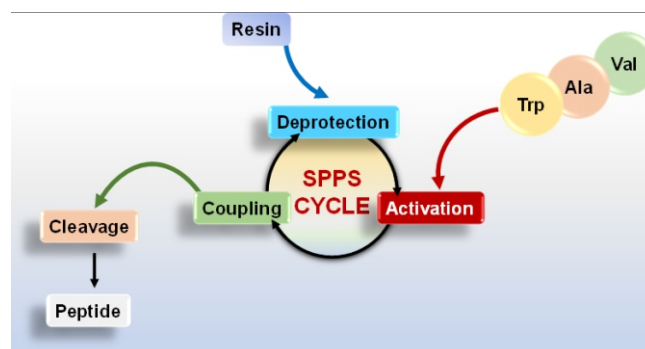 Resin
Val
Ala
Trp
Deprotection
SPPS
CYCLE
Coupling
Activation
Cleavage
Peptide